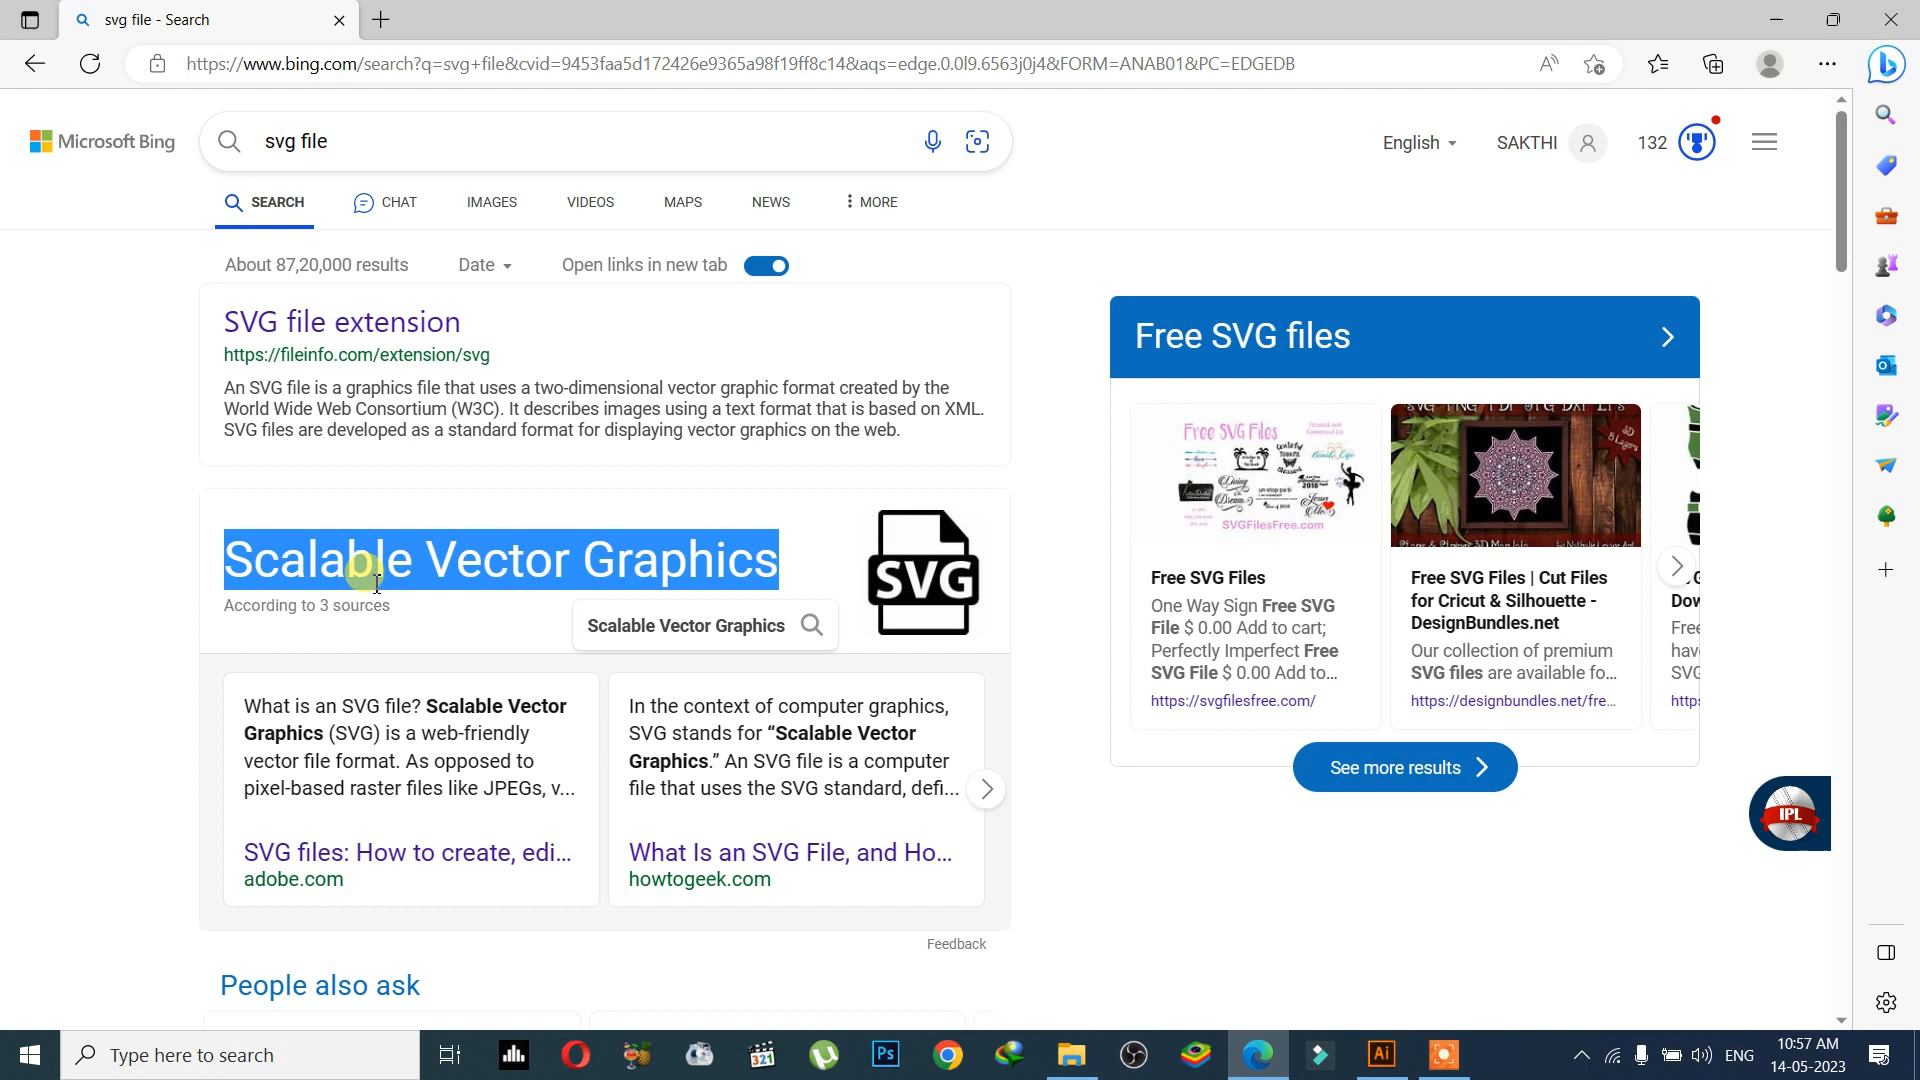 svg file - Search
https://www.bing.com/search?q=svg+file&cvid=9453faa5d172426e9365a98f19ff8c14&aqs=edge.0.0l9.6563j0j4&FORM=ANAB01&PC=EDGEDB
Microsoft Bing
svg file
English
SAKTHI
132
SEARCH
CHAT
IMAGES
VIDEOS
MAPS
NEWS
MORE
About 87,20,000 results
Date
Open links in new tab
SVG file extension
https://fileinfo.com/extension/svg
An SVG file is a graphics file that uses a two-dimensional vector graphic format created by the
World Wide Web Consortium (W3C). It describes images using a text format that is based on XML.
SVG files are developed as a standard format for displaying vector graphics on the web.
Scalable Vector Graphics
According to 3 sources
Scalable Vector Graphics
SVG
What is an SVG file? Scalable Vector
Graphics (SVG) is a web-friendly
vector file format. As opposed to
pixel-based raster files like JPEGs, v...
SVG files: How to create, edi...
adobe.com
In the context of computer graphics,
SVG stands for “Scalable Vector
Graphics.” An SVG file is a computer
file that uses the SVG standard, defi...
What Is an SVG File, and Ho...
howtogeek.com
Feedback
People also ask
Free SVG files
Free SVG Files
SVGFilesFree.com
Free SVG Files
One Way Sign Free SVG
File $ 0.00 Add to cart;
Perfectly Imperfect Free
SVG File $ 0.00 Add to...
https://svgfilesfree.com/
Free SVG Files | Cut Files
for Cricut & Silhouette -
DesignBundles.net
Our collection of premium
SVG files are available fo...
https://designbundles.net/fre...
See more results
IPL
Type here to search
321
Ps
Ai
ENG
10:57 AM
14-05-2023